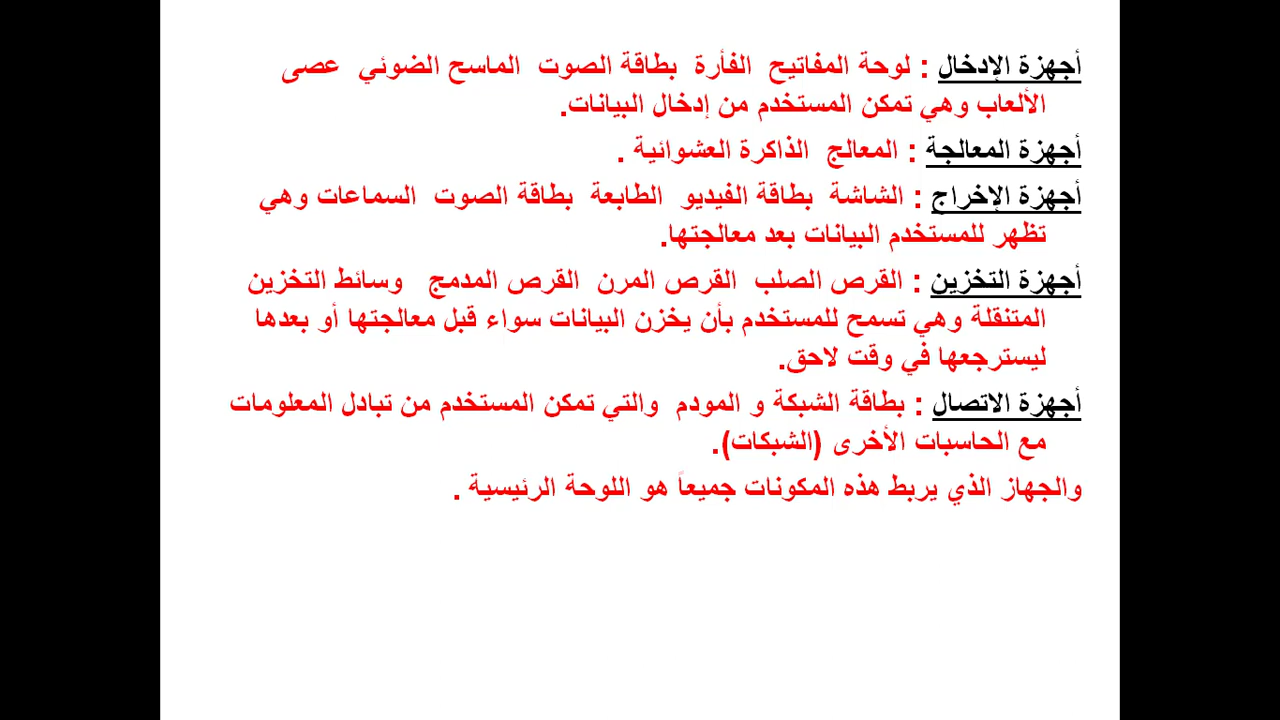 أجهزة الإدخال : لوحة المفاتيح الفأرة بطاقة الصوت الماسح الضوئي عصى
الألعاب وهي تمكن المستخدم من إدخال البيانات.
أجهزة المعالجة : المعالج الذاكرة العشوائية .
أجهزة الإخراج : الشاشة بطاقة الفيديو الطابعة بطاقة الصوت السماعات وهي
تظهر للمستخدم البيانات بعد معالجتها.
أجهزة التخزين : القرص الصلب القرص المرن القرص المدمج وسائط التخزين
المتنقلة وهي تسمح للمستخدم بأن يخزن البيانات سواء قبل معالجتها أو بعدها
ليسترجعها في وقت لاحق.
أجهزة الاتصال : بطاقة الشبكة و المودم والتي تمكن المستخدم من تبادل المعلومات
مع الحاسبات الأخرى (الشبكات).
والجهاز الذي يربط هذه المكونات جميعاً هو اللوحة الرئيسية .